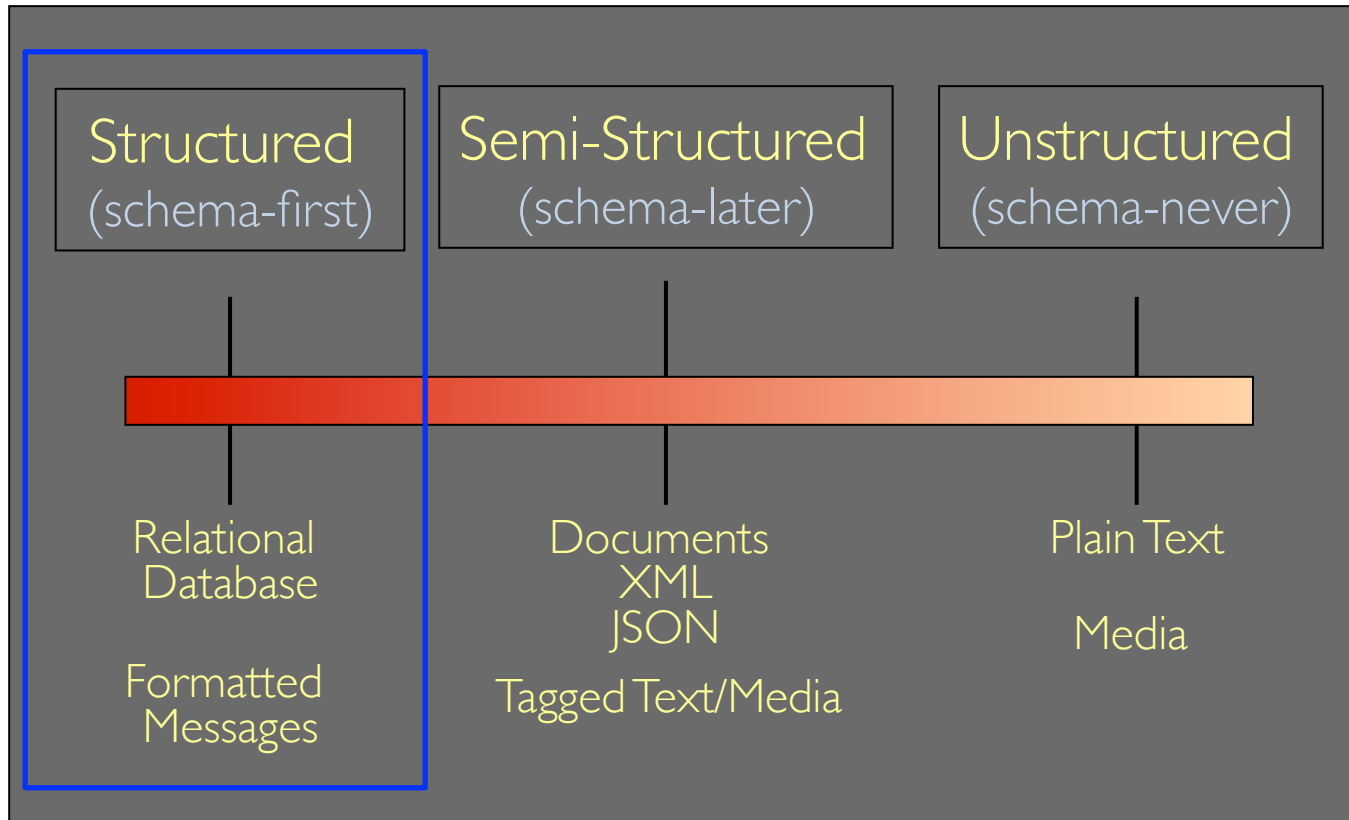 Structured
(schema-first)
Semi-Structured
(schema-later)
Unstructured
(schema-never)
Relational
Database
Formatted
Messages
Documents
XML
JSON
Tagged Text/Media
Plain Text
Media